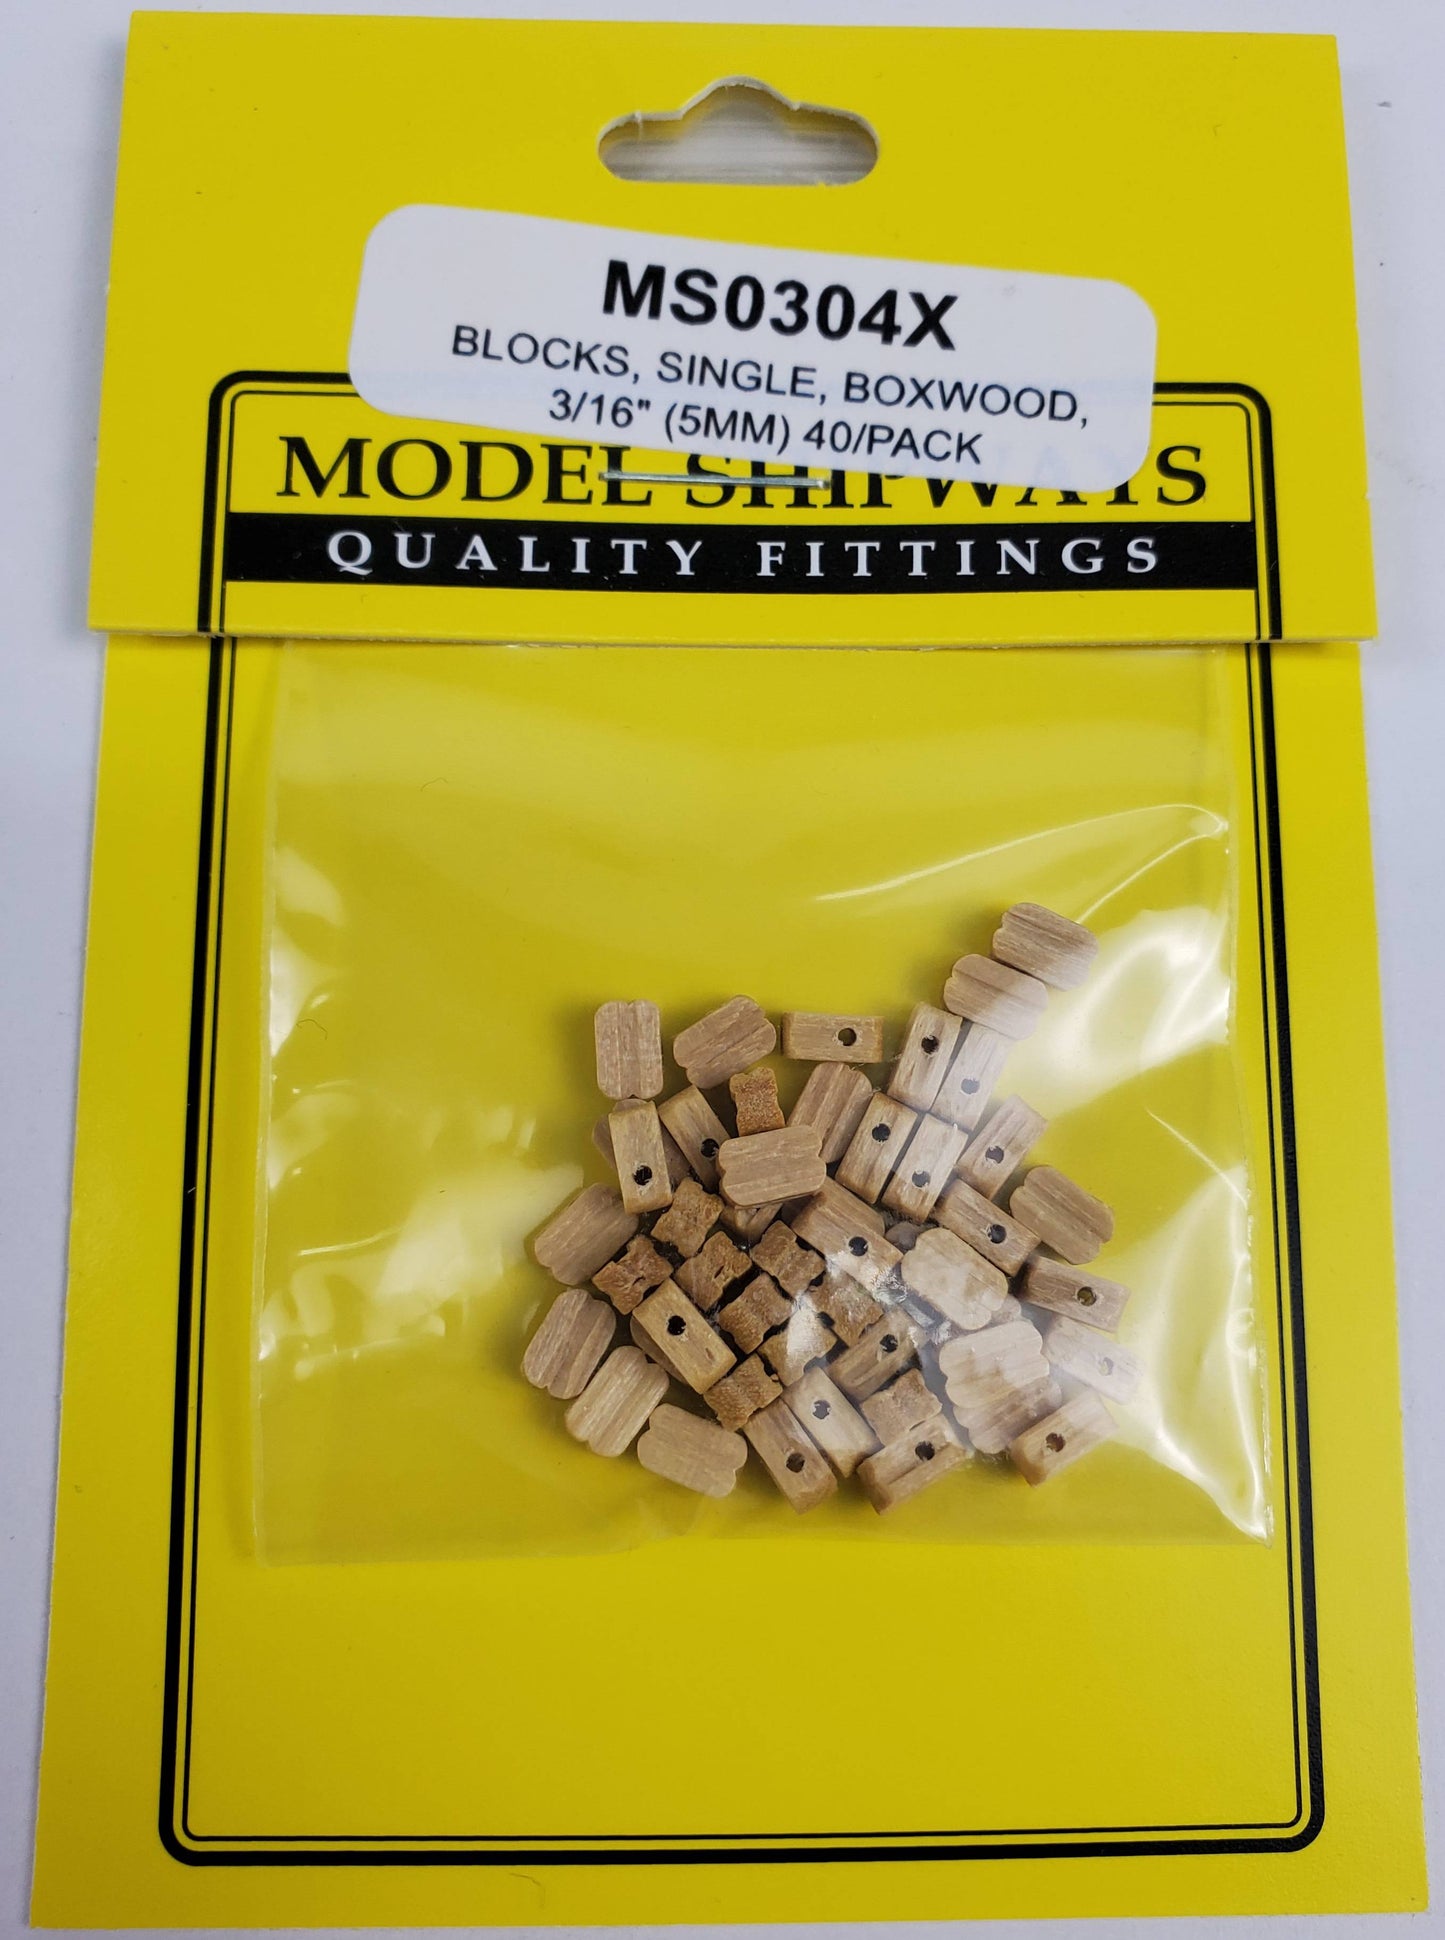 MS0304X
BLOCKS, SINGLE, BOXWOOD,
3/16" (5MM) 40/PACK
MODEL SHIPWAYS
QUALITY FITTINGS